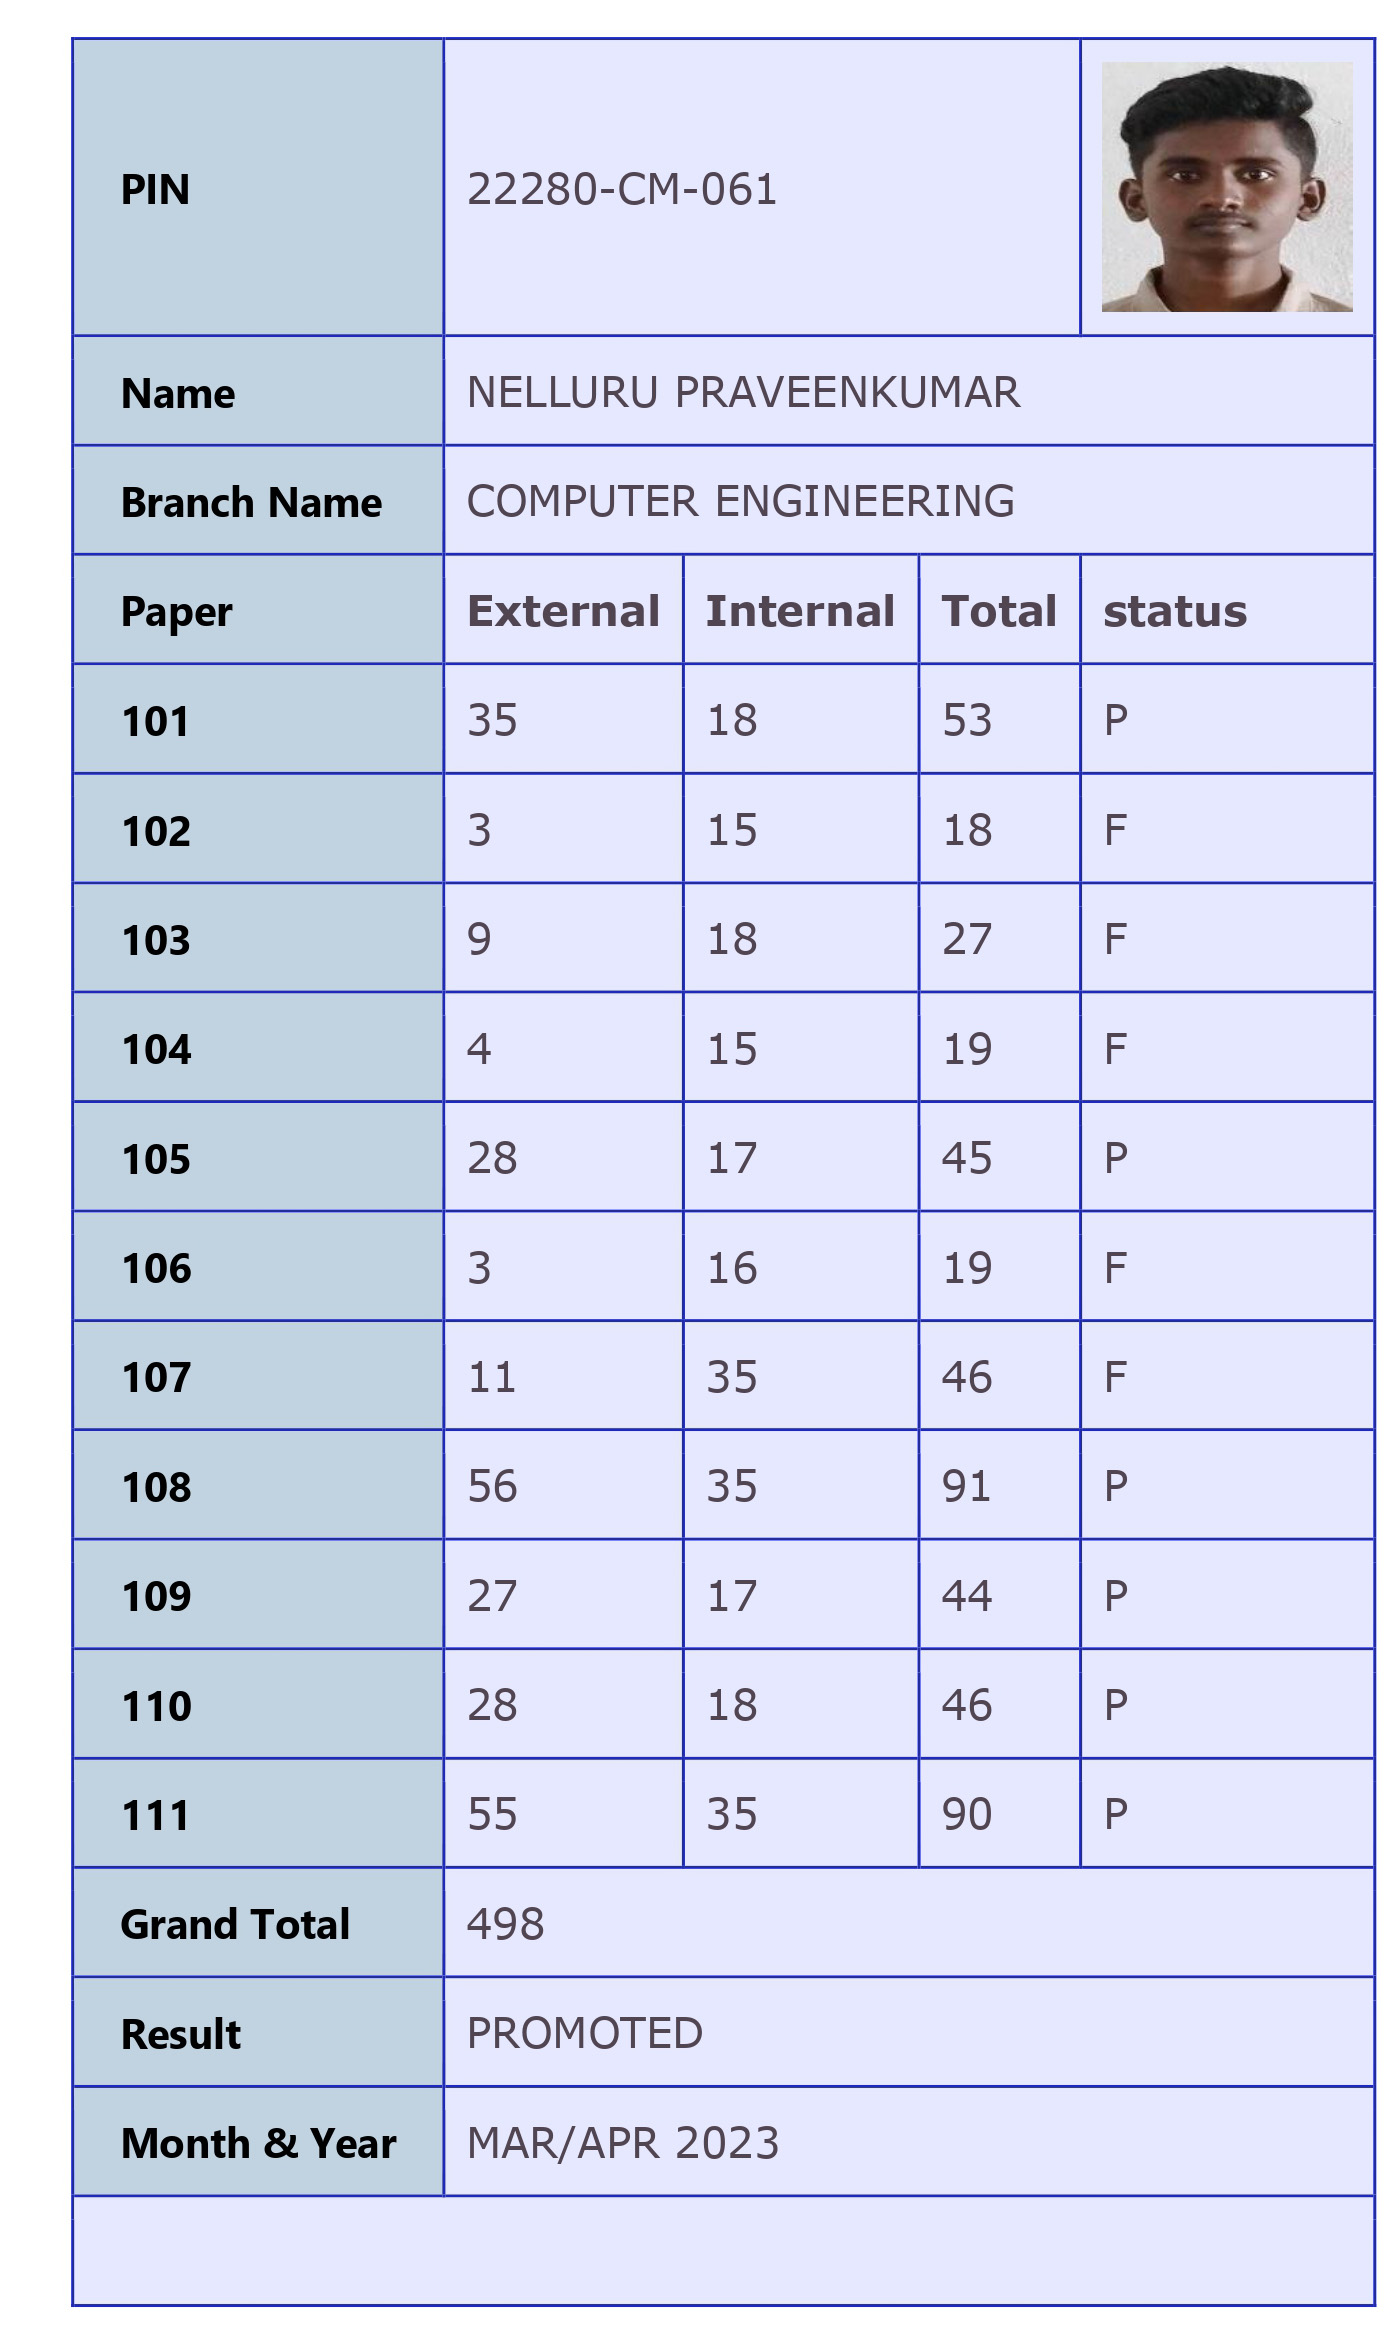 PIN 22280-CM-061
Name NELLURU PRAVEENKUMAR
Branch Name COMPUTER ENGINEERING
Paper External Internal Total status
101 35 18 53 P
102 3 15 18 F
103 9 18 27 F
104 4 15 19 F
105 28 17 45 P
106 3 16 19 F
107 11 35 46 F
108 56 35 91 P
109 27 17 44 P
110 28 18 46 P
111 55 35 90 P
Grand Total 498
Result PROMOTED
Month & Year MAR/APR 2023